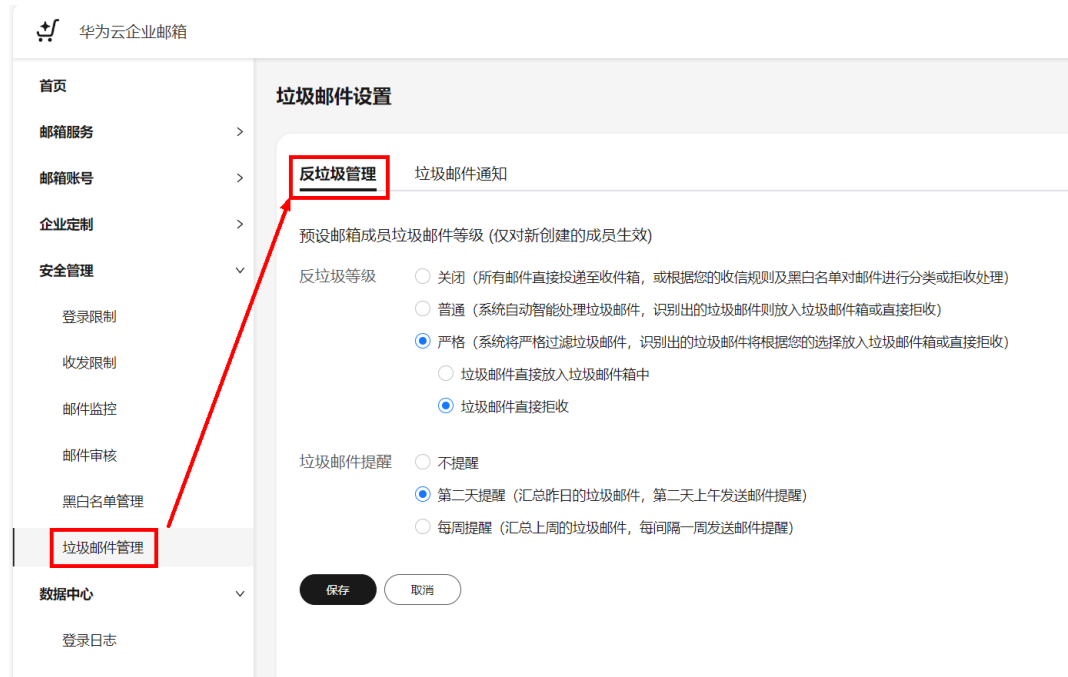 华为云企业邮箱
首页
邮箱服务
邮箱账号
企业定制
安全管理
登录限制
收发限制
邮件监控
邮件审核
黑白名单管理
垃圾邮件管理
数据中心
登录日志
垃圾邮件设置
反垃圾管理 垃圾邮件通知
预设邮箱成员垃圾邮件等级 (仅对新创建的成员生效)
反垃圾等级 关闭（所有邮件直接投递至收件箱，或根据您的收信规则及黑白名单对邮件进行分类或拒收处理）
普通（系统自动智能处理垃圾邮件，识别出的垃圾邮件则放入垃圾邮件箱或直接拒收）
严格（系统将严格过滤垃圾邮件，识别出的垃圾邮件将根据您的选择放入垃圾邮件箱或直接拒收）
垃圾邮件直接放入垃圾邮件箱中
垃圾邮件直接拒收
垃圾邮件提醒 不提醒
第二天提醒（汇总昨日的垃圾邮件，第二天上午发送邮件提醒）
每周提醒（汇总上周的垃圾邮件，每间隔一周发送邮件提醒）
保存 取消